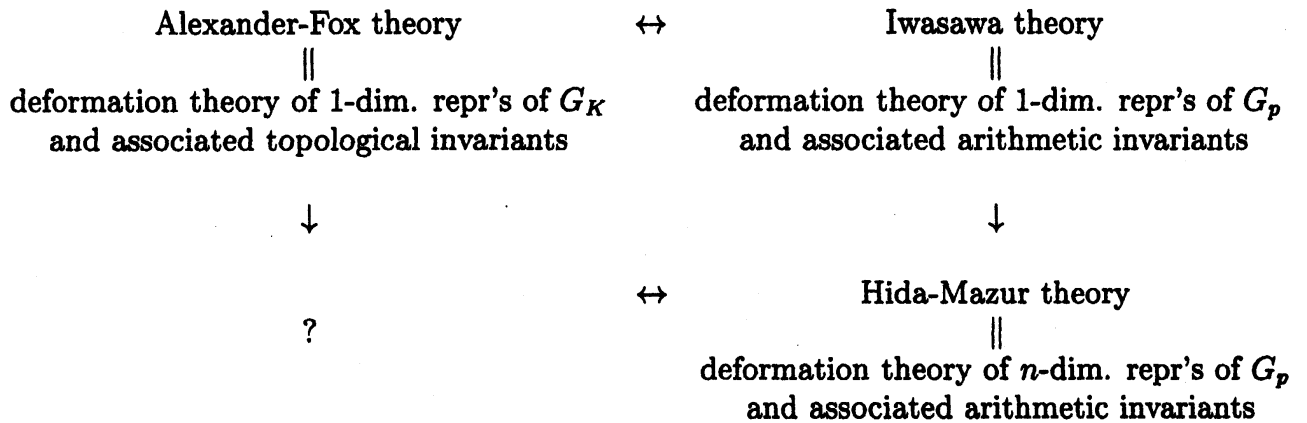 Alexander-Fox theory ↔ Iwasawa theory
|| ||
deformation theory of 1-dim. repr's of G_K deformation theory of 1-dim. repr's of G_p
and associated topological invariants and associated arithmetic invariants
↓ ↓
↔ Hida-Mazur theory
? ||
deformation theory of n-dim. repr's of G_p
and associated arithmetic invariants